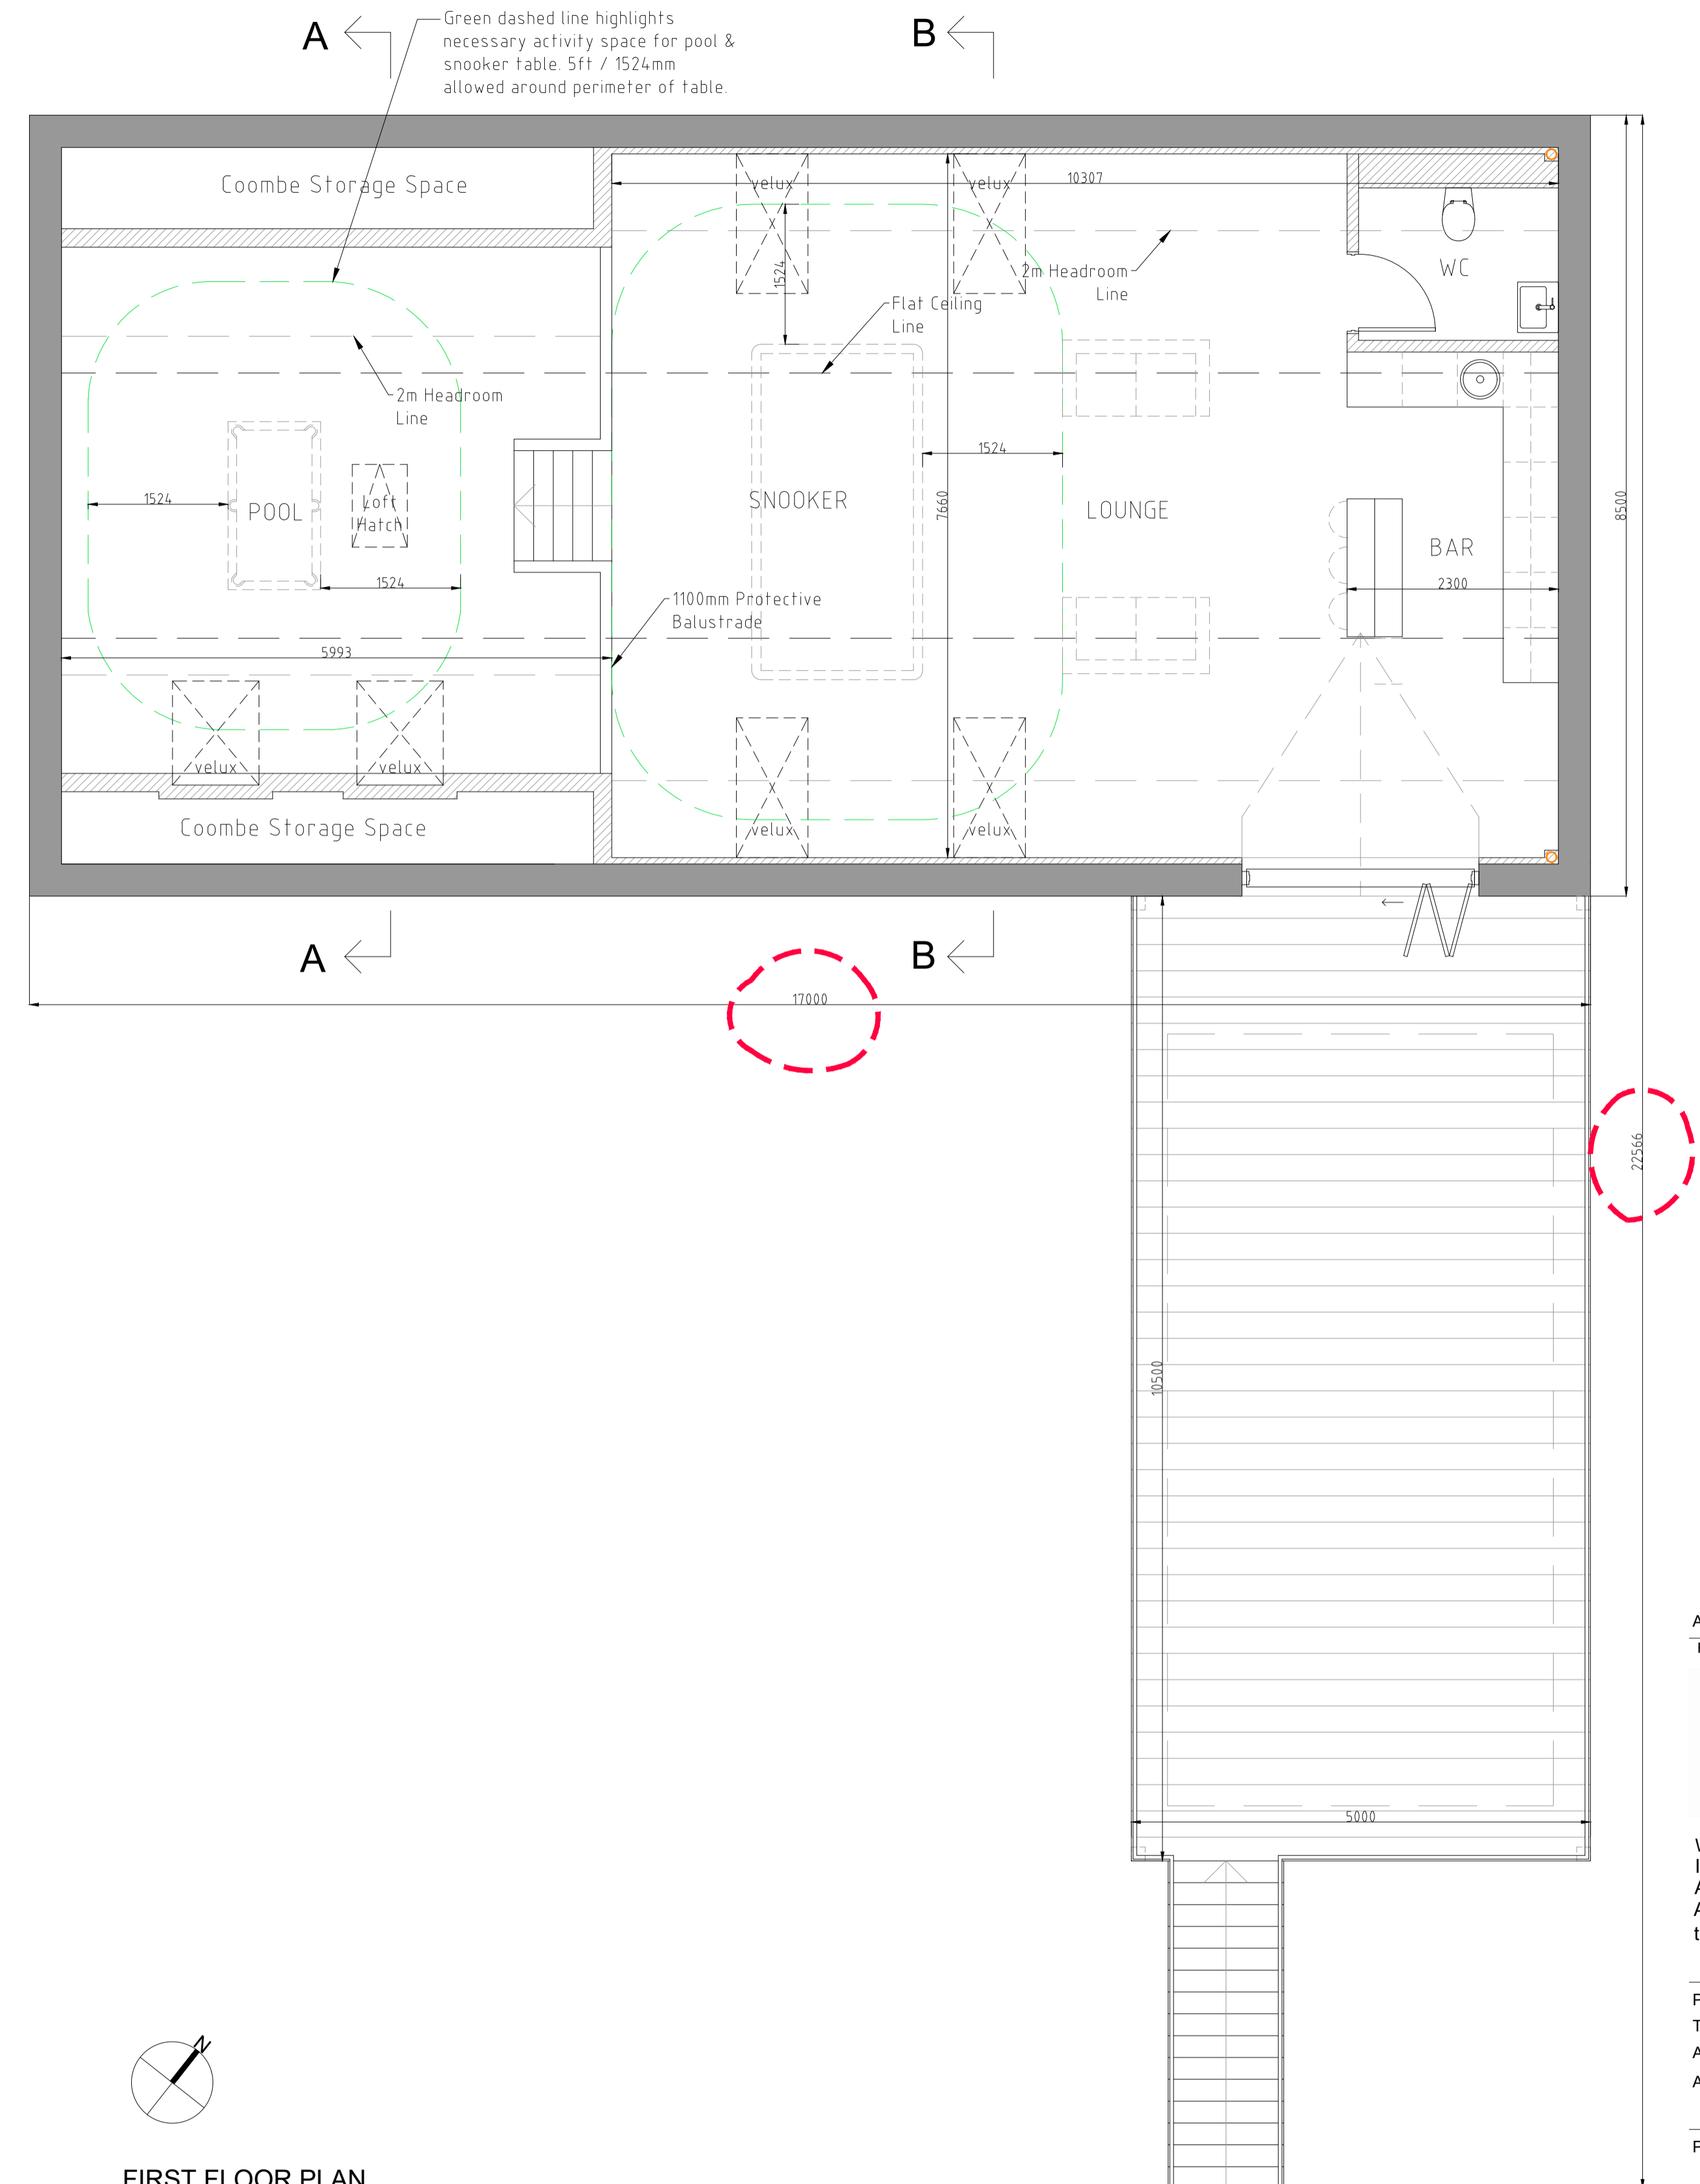 A
B
Green dashed line highlights
necessary activity space for pool &
snooker table. 5ft / 1524mm
allowed around perimeter of table.
Coombe Storage Space
velux
velux
10307
1524
2m Headroom
Line
WC
Flat Ceiling
Line
2m Headroom
Line
1524
1524
POOL
Loft
Hatch
SNOOKER
7660
LOUNGE
8500
BAR
2300
1524
1100mm Protective
Balustrade
5993
velux
velux
Coombe Storage Space
velux
velux
A
B
17000
22566
10500
5000
N
FIRST FLOOR PLAN